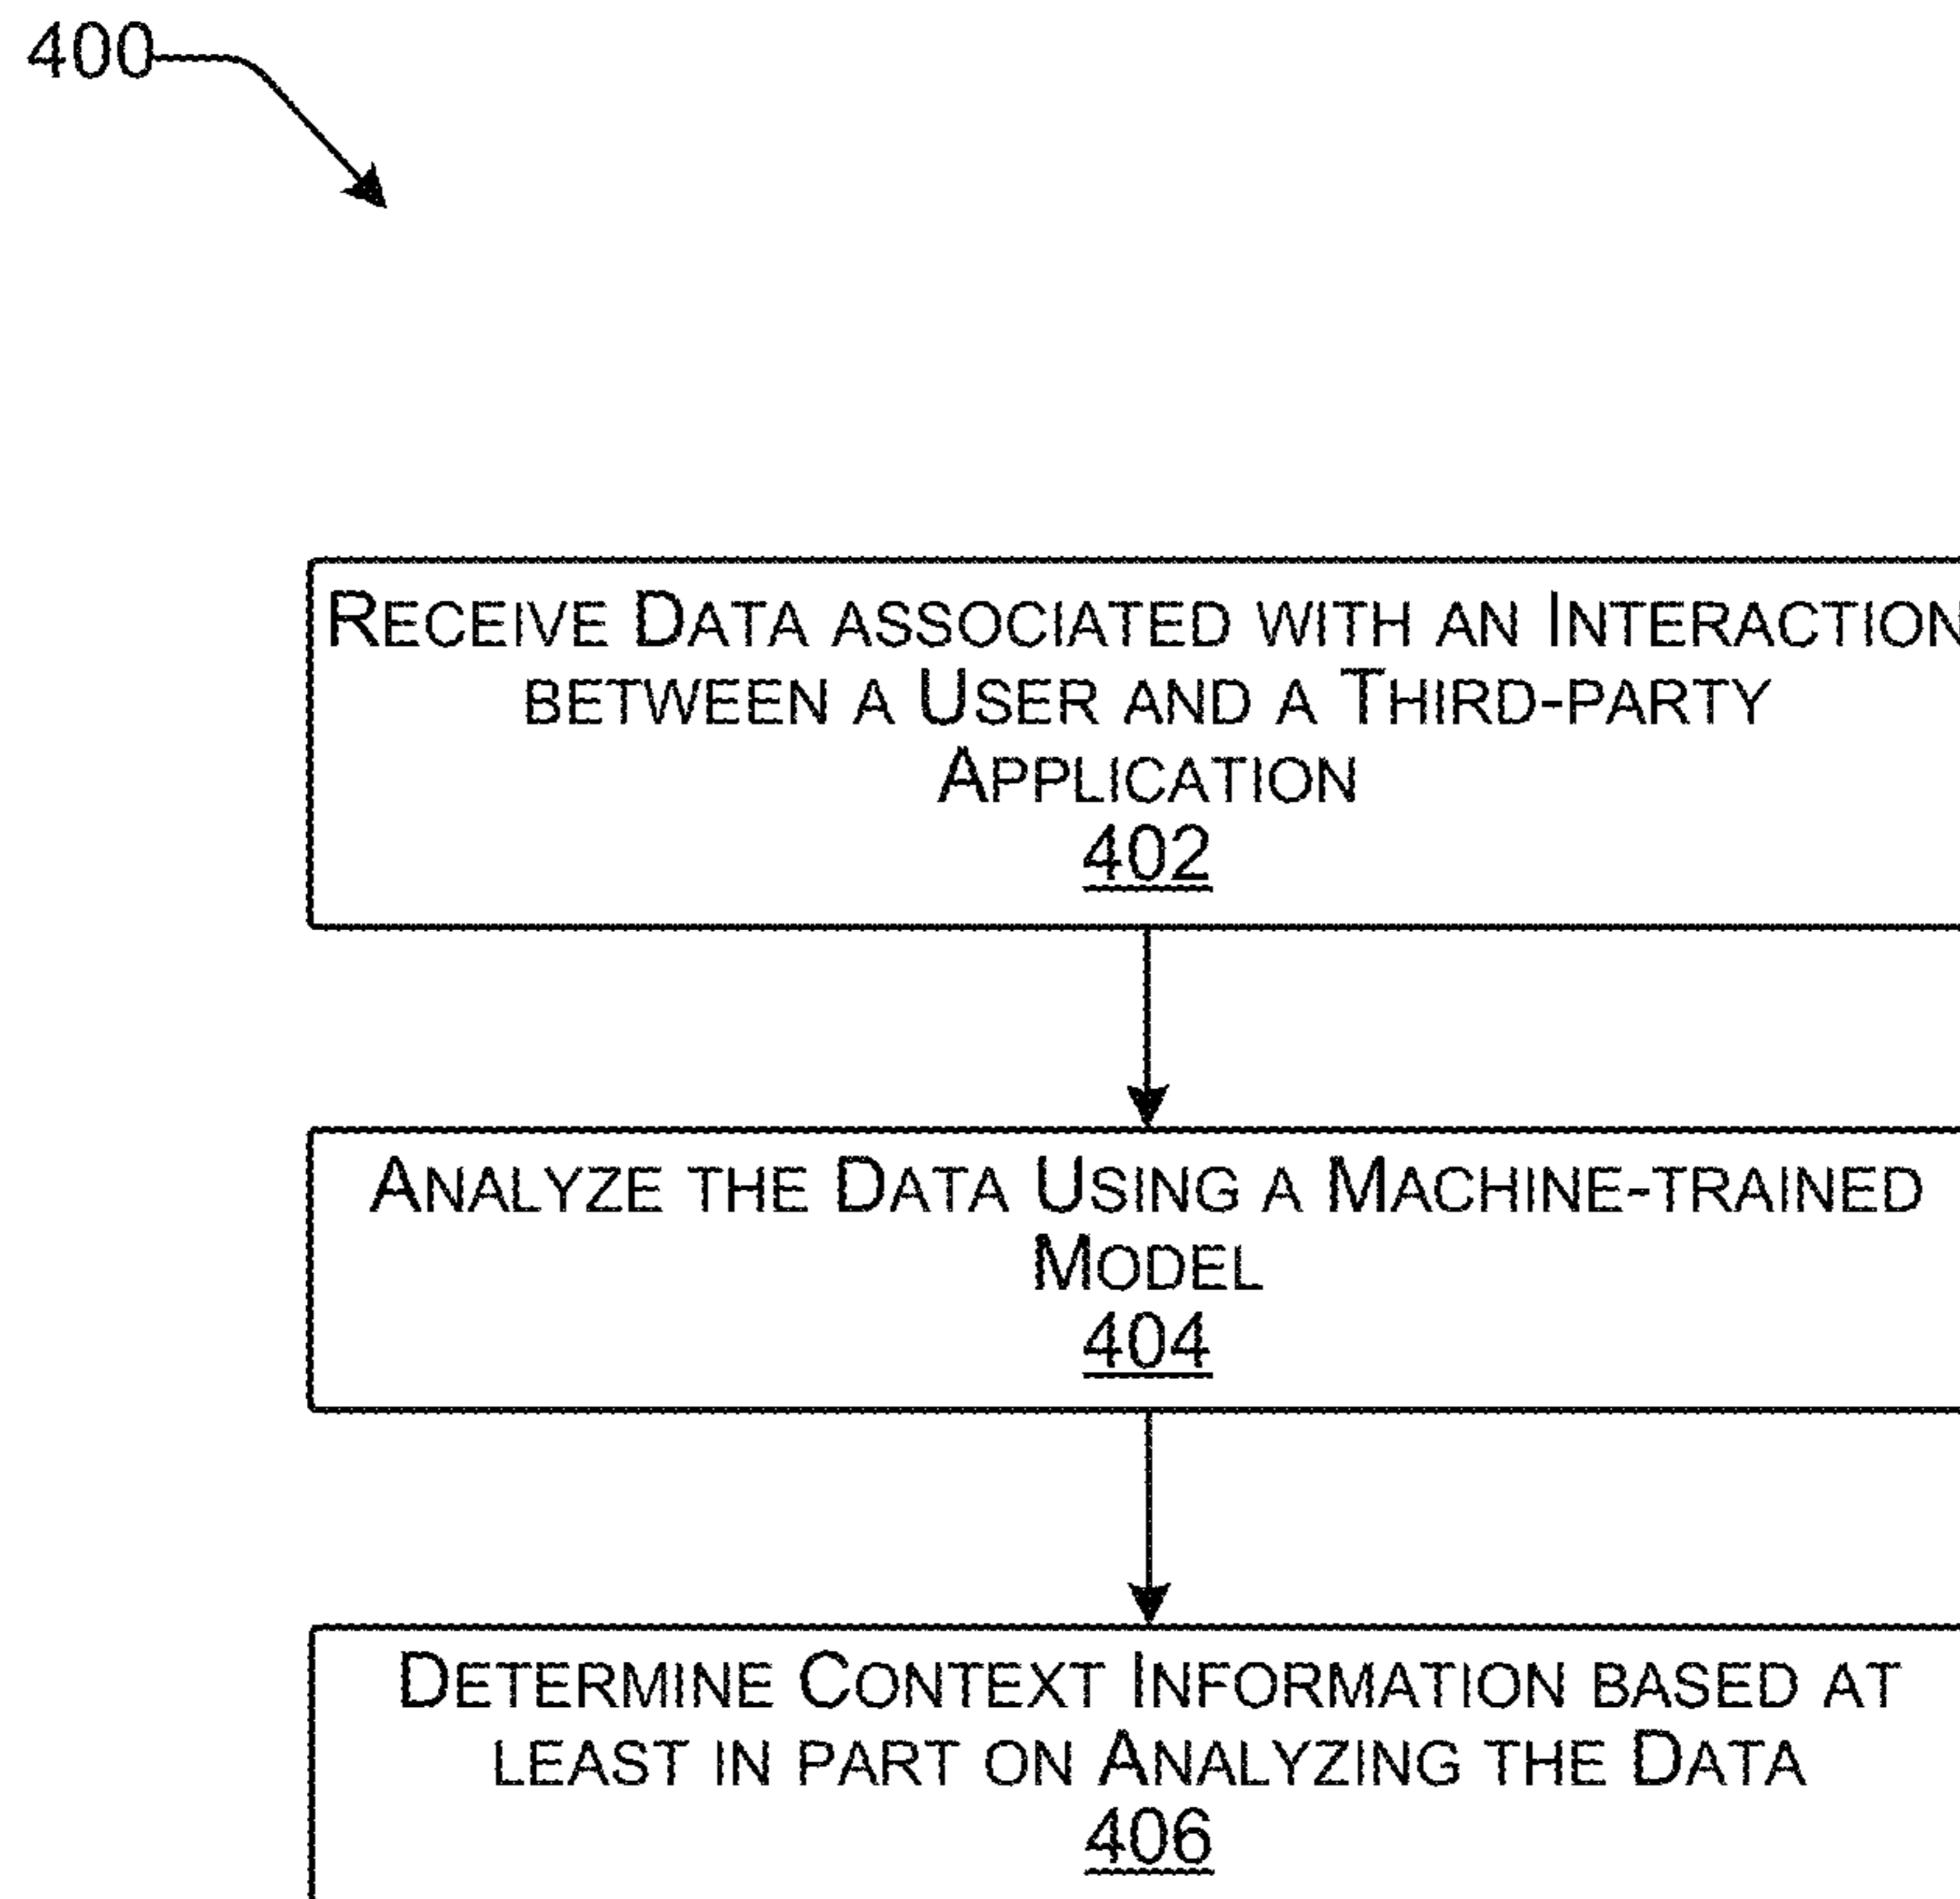 400
RECEIVE DATA ASSOCIATED WITH AN INTERACTION
BETWEEN A USER AND A THIRD-PARTY
APPLICATION
402
ANALYZE THE DATA USING A MACHINE-TRAINED
MODEL
404
DETERMINE CONTEXT INFORMATION BASED AT
LEAST IN PART ON ANALYZING THE DATA
406